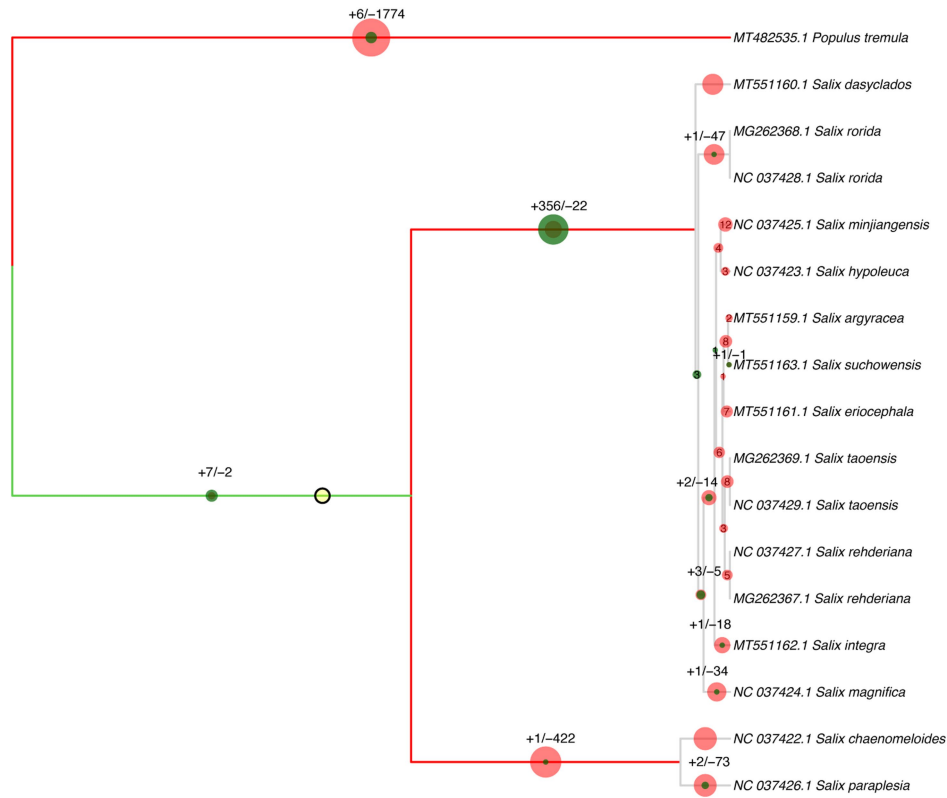 +6/−1774
MT482535.1 Populus tremula
MT551160.1 Salix dasyclados
MG262368.1 Salix rorida
+1/−47
NC 037428.1 Salix rorida
+356/−22
12 NC 037425.1 Salix minjiangensis
4
3 NC 037423.1 Salix hypoleuca
2 MT551159.1 Salix argyracea
8
+1/−1
MT551163.1 Salix suchowensis
3
1
7 MT551161.1 Salix eriocephala
6
MG262369.1 Salix taoensis
+7/−2
+2/−14
8
NC 037429.1 Salix taoensis
3
NC 037427.1 Salix rehderiana
+3/−5
5
MG262367.1 Salix rehderiana
+1/−18
MT551162.1 Salix integra
+1/−34
NC 037424.1 Salix magnifica
+1/−422
NC 037422.1 Salix chaenomeloides
+2/−73
NC 037426.1 Salix paraplesia